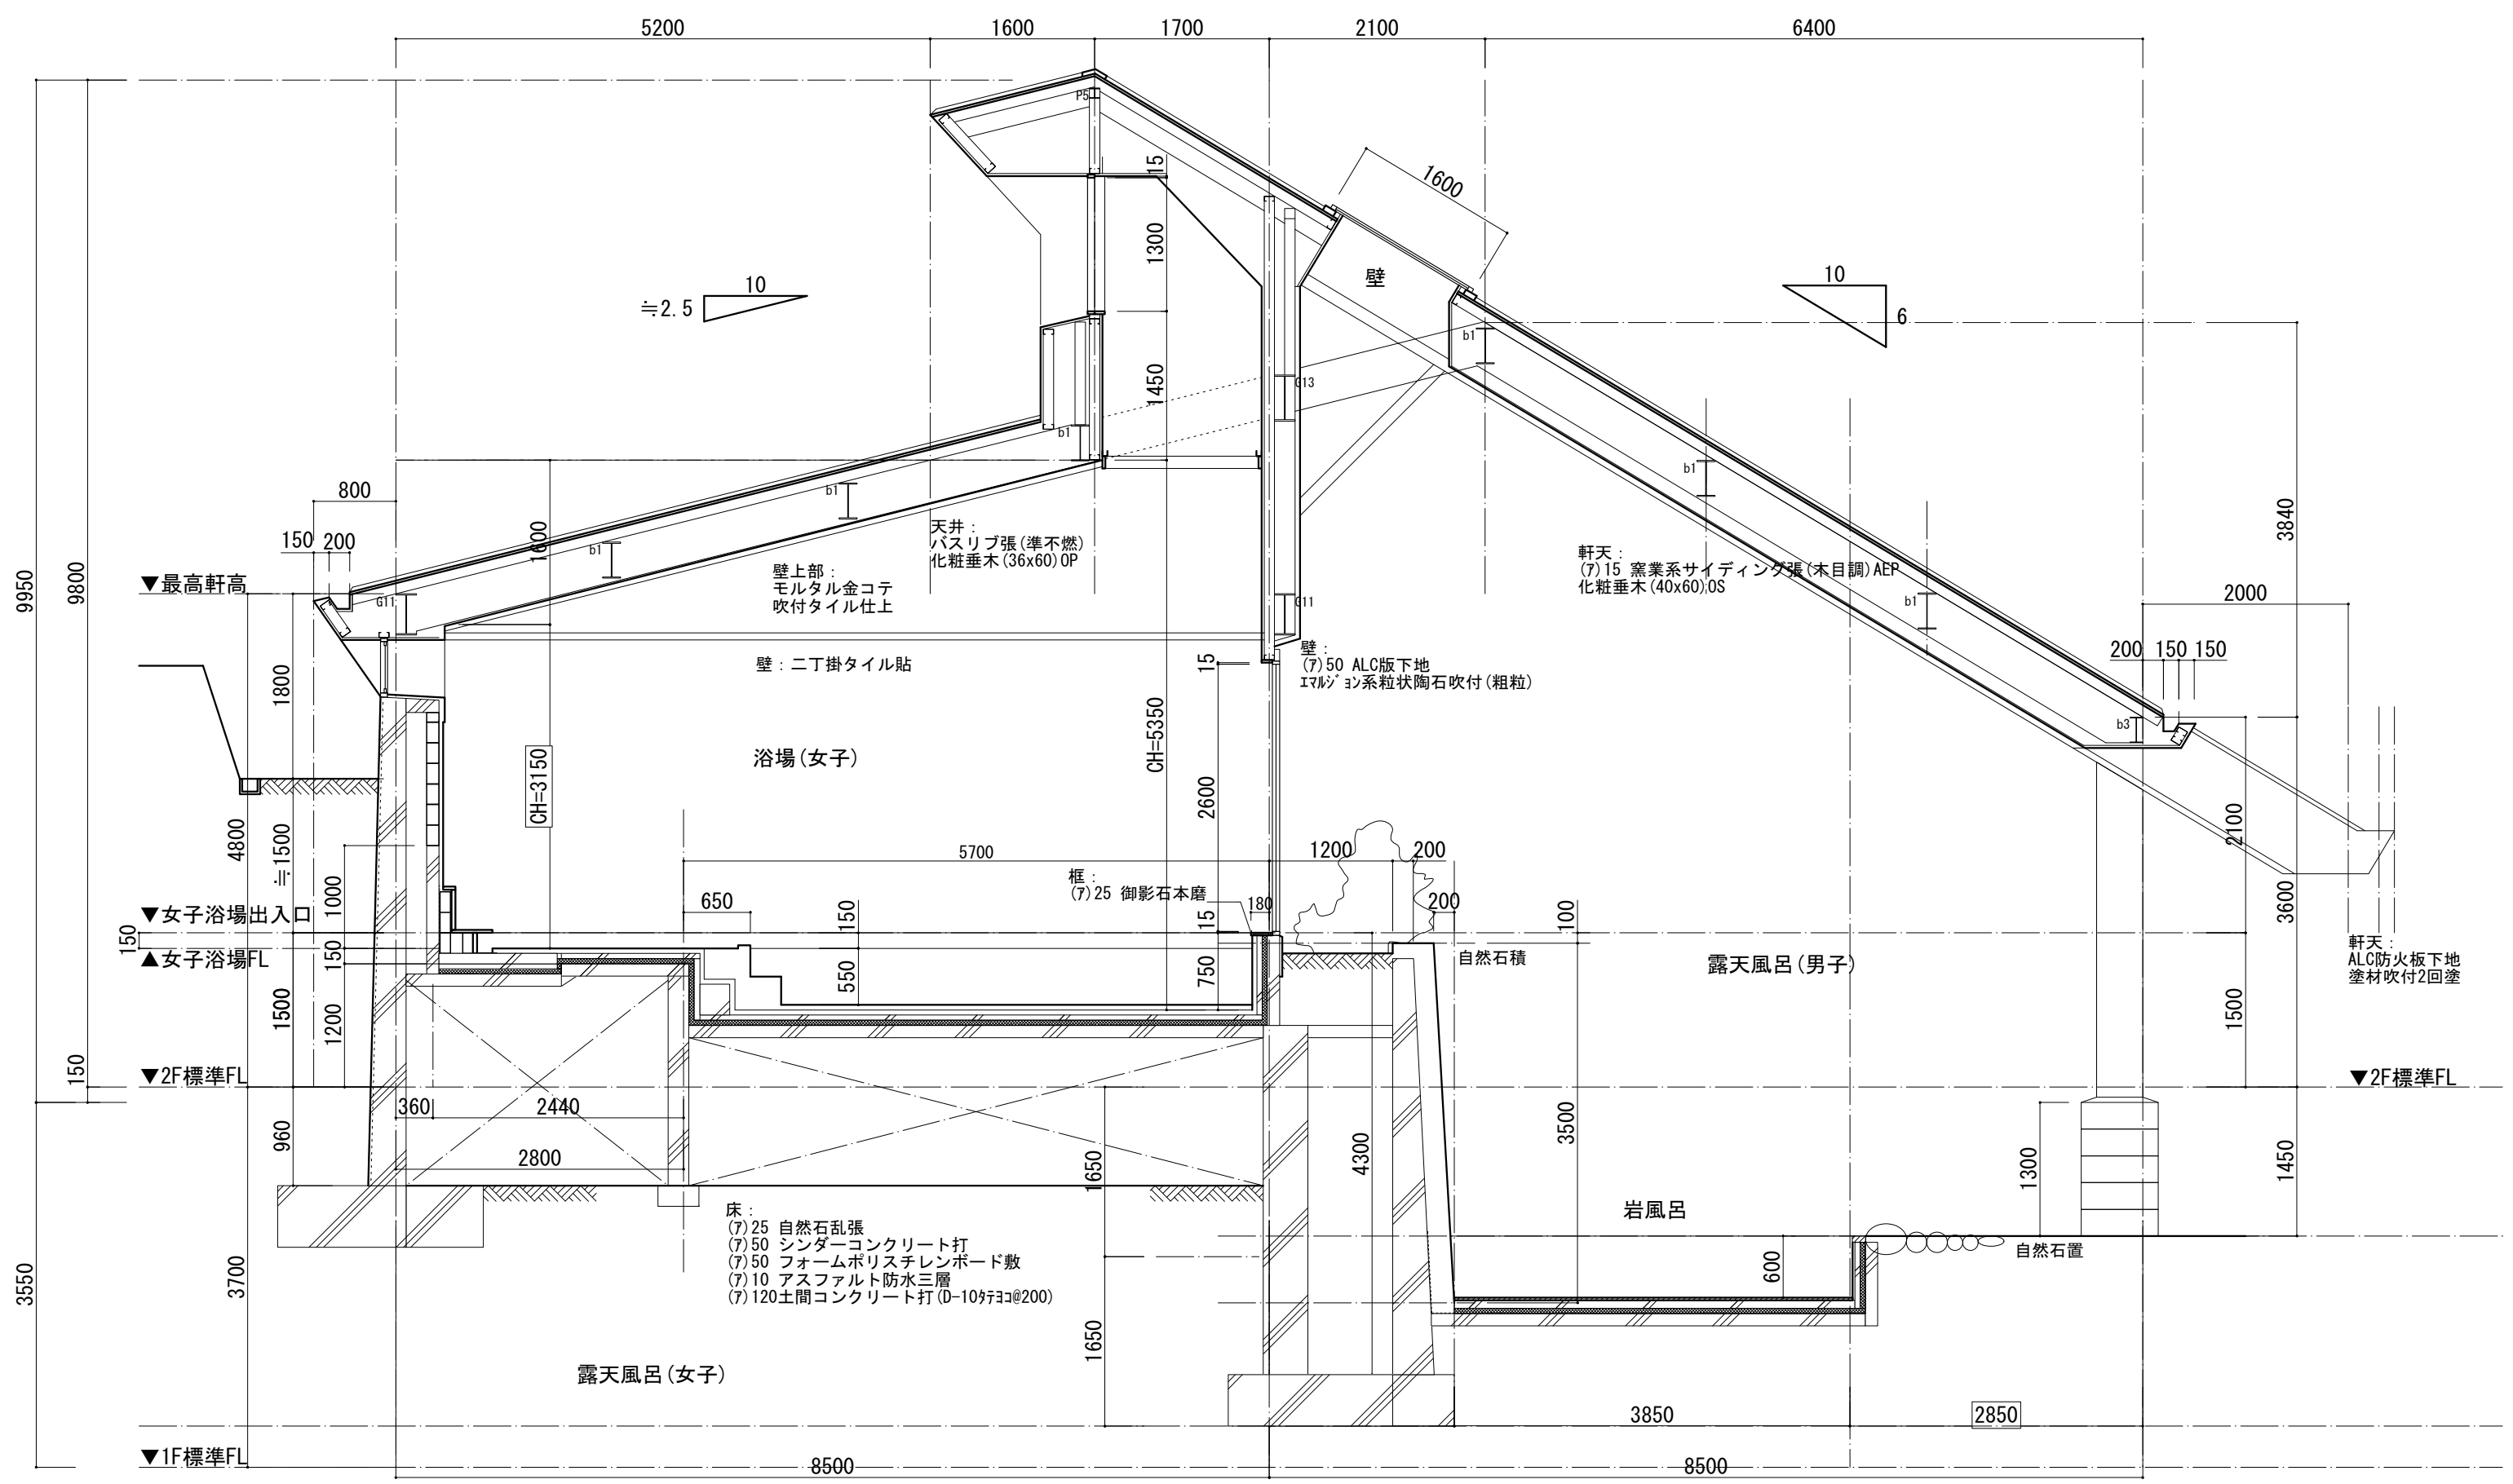 5200
1600
1700
2100
6400
P5
15
1600
1300
壁
10
≒2.5
10
6
b1
G13
1450
b1
b1
800
b1
3840
天井：
バスリブ張(準不燃)
化粧垂木(36x60)OP
1600
150
200
b1
軒天：
(ｱ)15 窯業系サイディング張(木目調)AEP
化粧垂木(40x60)OS
9950
9800
▼最高軒高
壁上部：
モルタル金コテ
吹付タイル仕上
G11
G11
b1
2000
壁：
(ｱ)50 ALC版下地
ｴﾏﾙｼﾞｮﾝ系粒状陶石吹付(粗粒)
200
150
150
壁：二丁掛タイル貼
15
1800
b3
浴場(女子)
CH=5350
CH=3150
2600
2100
4800
≒1500
5700
1200
200
框：
(ｱ)25 御影石本磨
1000
650
180
200
3600
▼女子浴場出入口
150
15
100
150
軒天：
ALC防火板下地
塗材吹付2回塗
▲女子浴場FL
150
自然石積
露天風呂(男子)
550
750
1500
1200
1500
150
▼2F標準FL
▼2F標準FL
360
2440
960
3500
4300
2800
1650
1300
1450
床：
(ｱ)25 自然石乱張
(ｱ)50 シンダーコンクリート打
(ｱ)50 フォームポリスチレンボード敷
(ｱ)10 アスファルト防水三層
(ｱ)120土間コンクリート打(D-10ﾀﾃﾖｺ@200)
岩風呂
自然石置
600
3550
3700
1650
露天風呂(女子)
3850
2850
▼1F標準FL
8500
8500